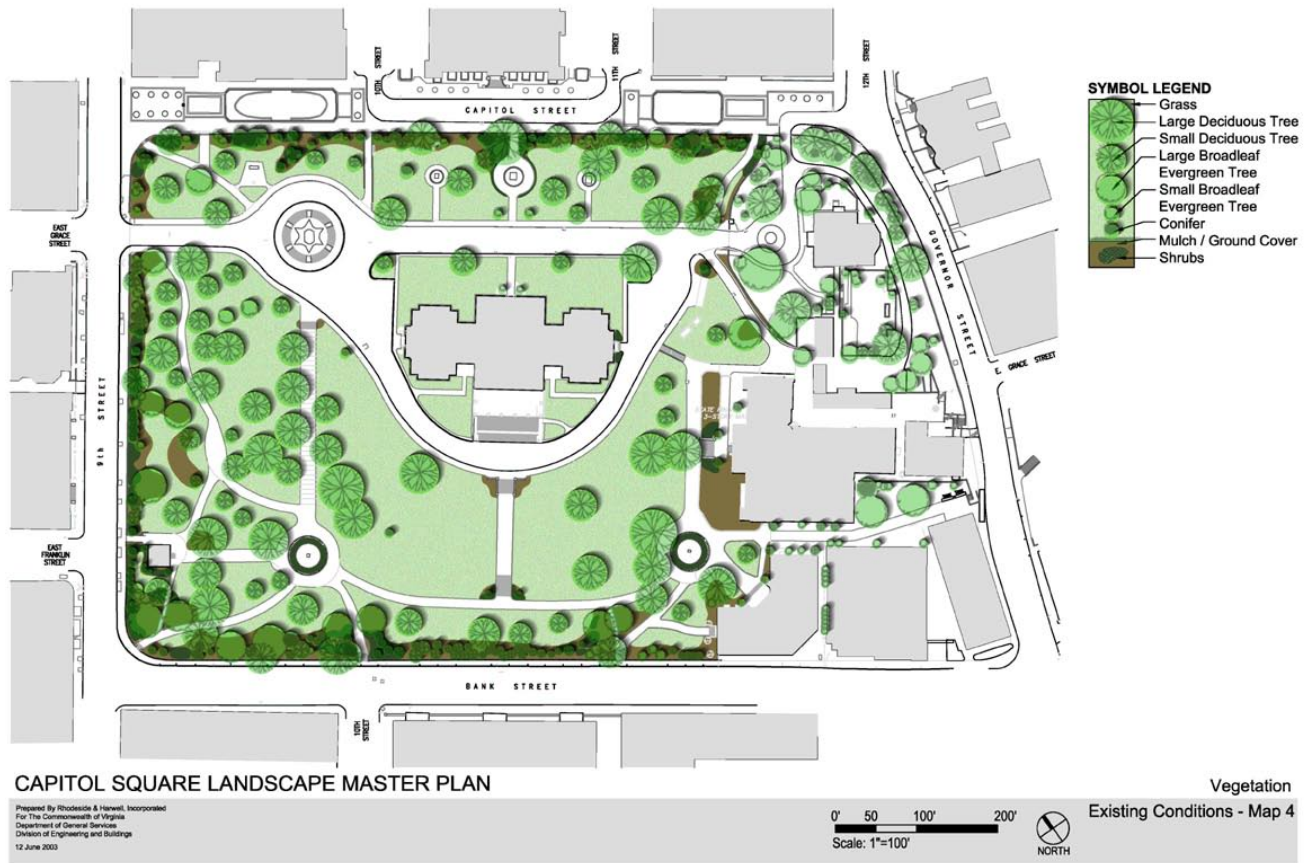 10TH STREET
11TH STREET
12TH STREET
CAPITOL STREET
SYMBOL LEGEND
Grass
Large Deciduous Tree
Small Deciduous Tree
Large Broadleaf
Evergreen Tree
Small Broadleaf
Evergreen Tree
Conifer
Mulch / Ground Cover
Shrubs
EAST
GRACE
STREET
GOVERNOR STREET
E. GRACE STREET
9th STREET
EAST
FRANKLIN
STREET
BANK STREET
10TH
STREET
CAPITOL SQUARE LANDSCAPE MASTER PLAN
Vegetation
Prepared By Rhodeside & Harwell, Incorporated
For The Commonwealth of Virginia
Department of General Services
Division of Engineering and Buildings
12 June 2003
0' 50 100' 200'
Scale: 1"=100'
NORTH
Existing Conditions - Map 4